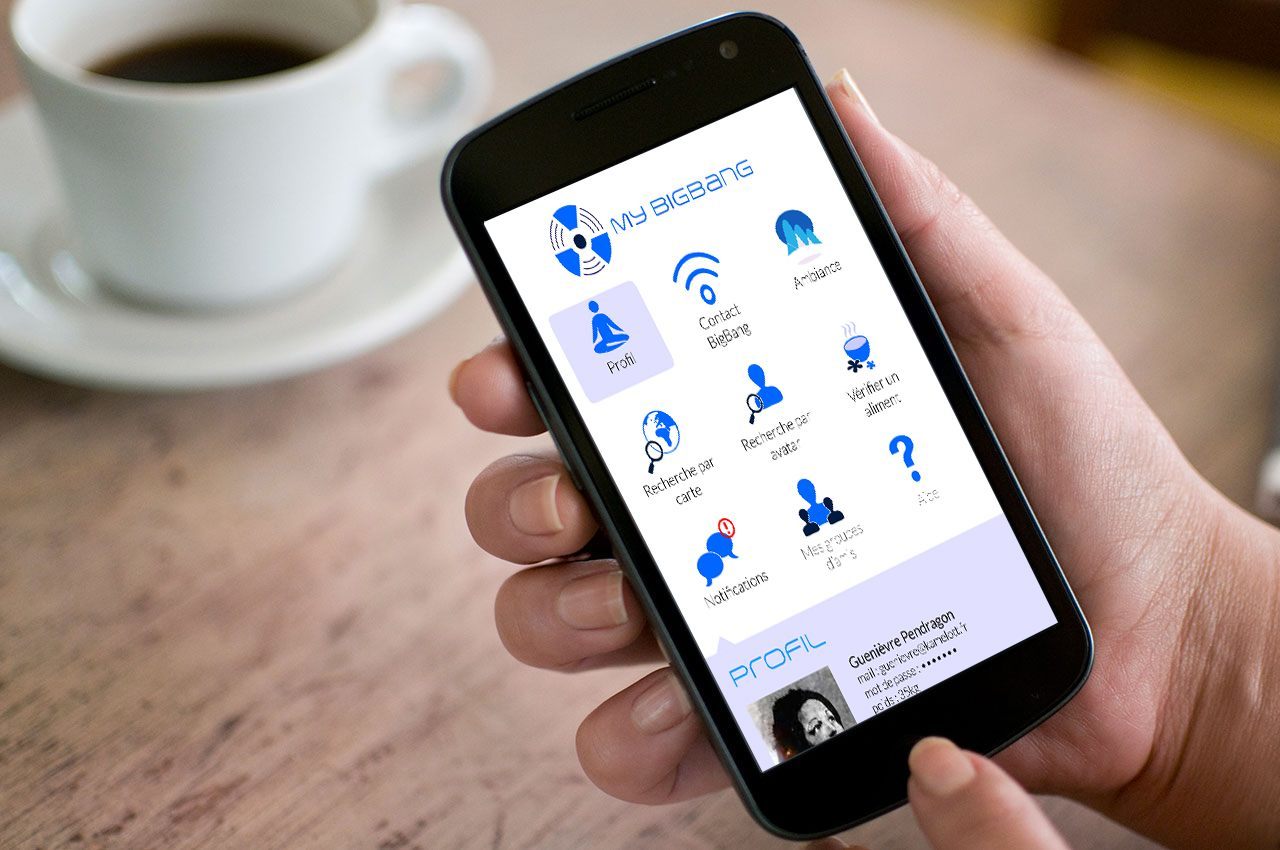 MY BIGBANG
Profil
Contact
BigBang
Ambiance
Recherche par
carte
Recherche par
avatar
Vérifier un
aliment
Notifications
Mes groupes
d'amis
Aide
PROFIL
Guenièvre Pendragon
mail : guenievre@kamelott.fr
mot de passe : •••••••
poids : 35kg